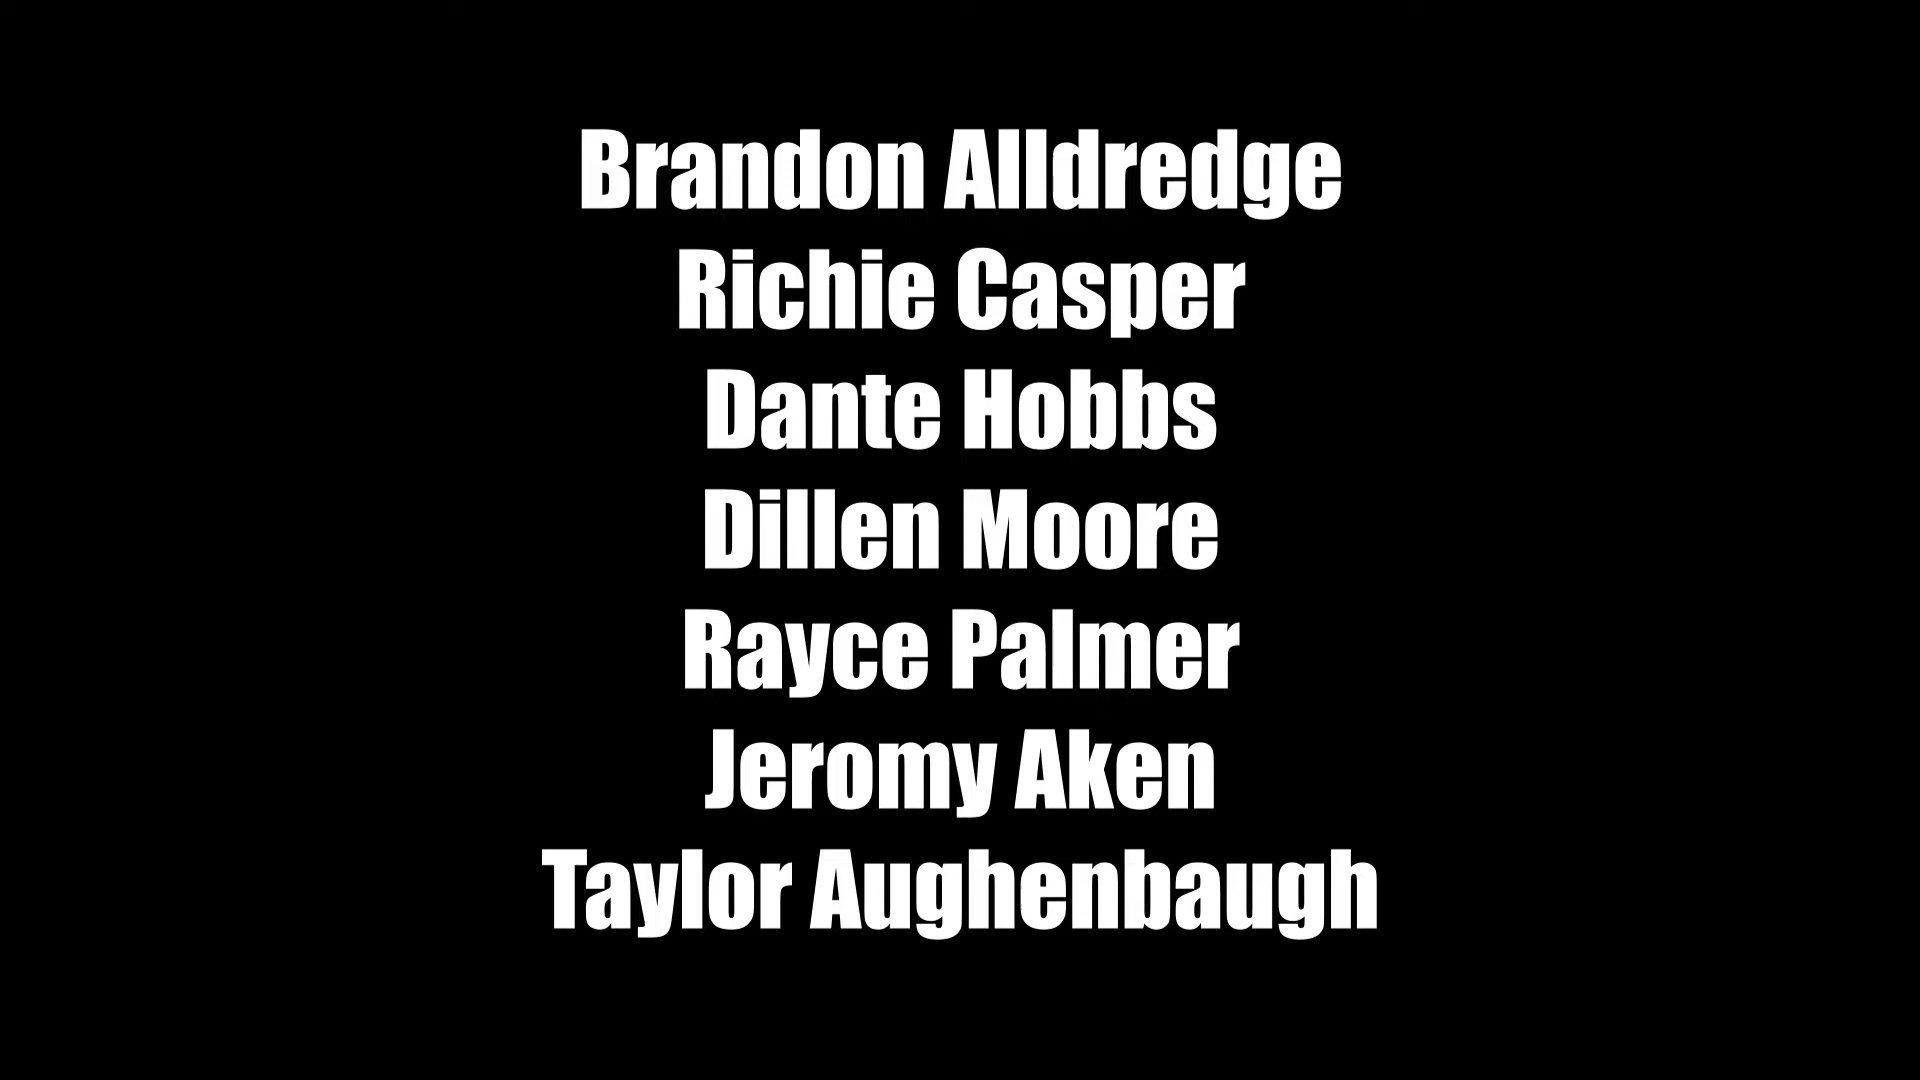 Brandon Alldredge
Richie Casper
Dante Hobbs
Dillen Moore
Rayce Palmer
Jeromy Aken
Taylor Aughenbaugh